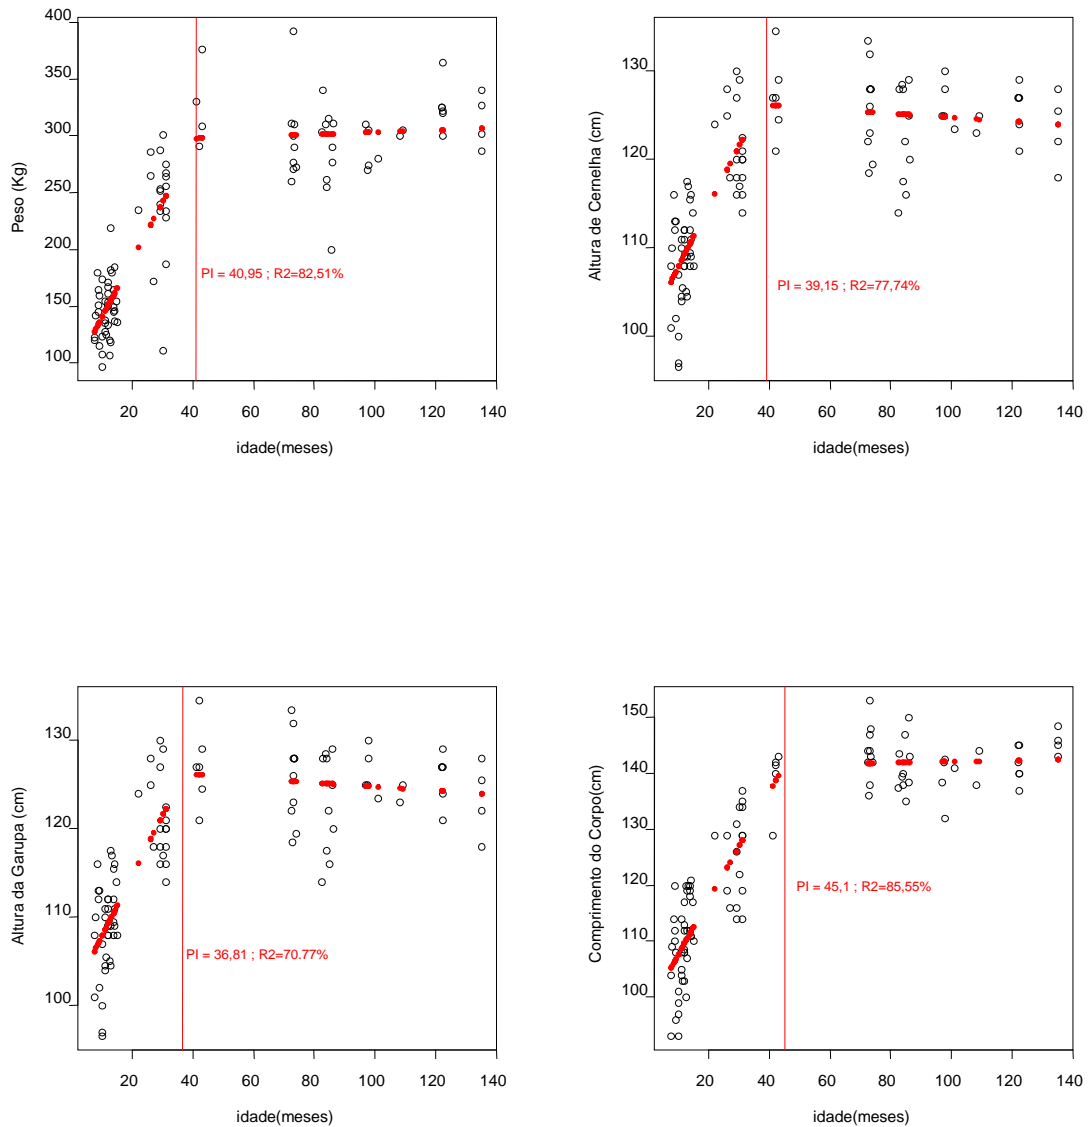 Peso (Kg)
400
350
300
250
200
150
100
PI = 40,95 ; R2=82,51%
20 40 60 80 100 120 140
idade(meses)
Altura de Cernelha (cm)
130
120
110
100
PI = 39,15 ; R2=77,74%
20 40 60 80 100 120 140
idade(meses)
Altura da Garupa (cm)
130
120
110
100
PI = 36,81 ; R2=70.77%
20 40 60 80 100 120 140
idade(meses)
Comprimento do Corpo(cm)
150
140
130
120
110
100
PI = 45,1 ; R2=85,55%
20 40 60 80 100 120 140
idade(meses)